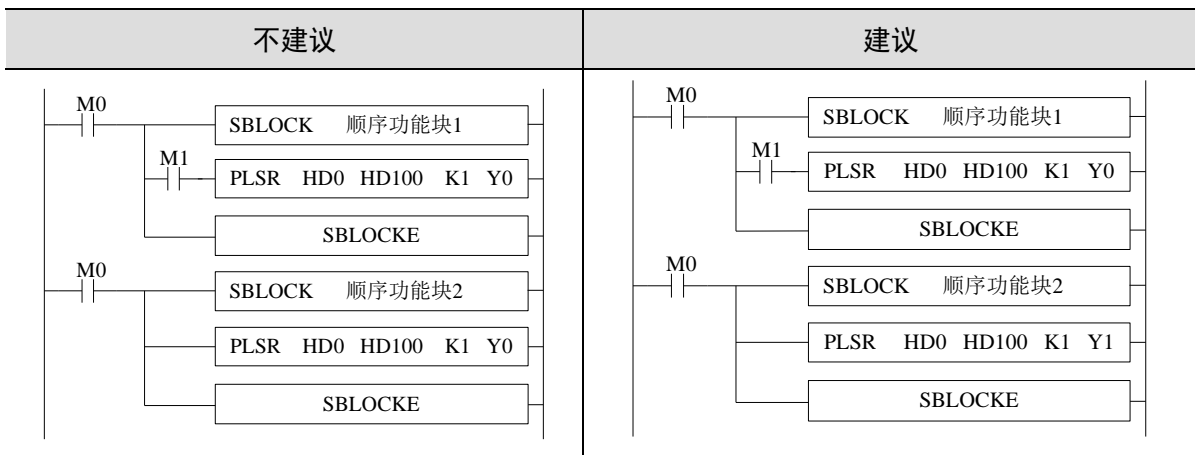 不建议
建议
M0
SBLOCK 顺序功能块1
M1
PLSR HD0 HD100 K1 Y0
SBLOCKE
M0
SBLOCK 顺序功能块2
PLSR HD0 HD100 K1 Y0
SBLOCKE
M0
SBLOCK 顺序功能块1
M1
PLSR HD0 HD100 K1 Y0
SBLOCKE
M0
SBLOCK 顺序功能块2
PLSR HD0 HD100 K1 Y1
SBLOCKE